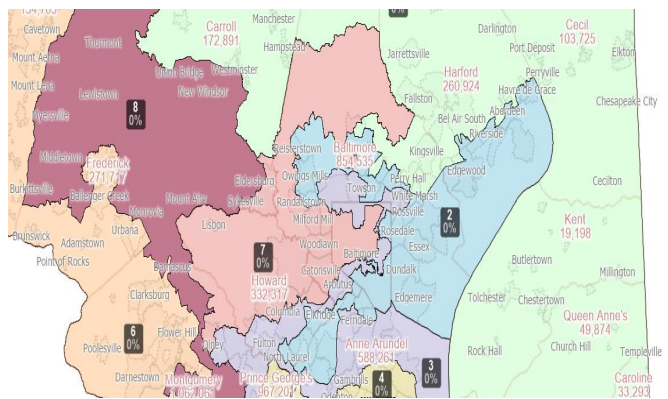 Cavetown
Carroll
172,891
Manchester
0%
Darlington
Cecil
103,725
Thurmont
Hampstead
Port Deposit
Elkton
Mount Aetna
Union Bridge
Westminster
Jarrettsville
Harford
260,924
Perryville
Mount Lena
Lewistown
New Windsor
Fallston
Havre de Grace
Chesapeake City
Myersville
8
0%
Bel Air South
Aberdeen
Riverside
Middletown
Frederick
271,717
Reisterstown
Baltimore
854,535
Kingsville
Burkittsville
Ballenger Creek
Mount Airy
Eldersburg
Owings Mills
Towson
Perry Hall
Edgewood
Cecilton
Sykesville
Randallstown
White Marsh
Monrovia
Lisbon
Milford Mill
Rossville
2
0%
Kent
19,198
Brunswick
Urbana
Adamstown
Woodlawn
Rosedale
Point of Rocks
7
0%
Baltimore
Essex
Butlertown
Damascus
Howard
332,317
Catonsville
Dundalk
Millington
Clarksburg
Arbutus
Edgemere
Tolchester
Chestertown
Columbia
Elkridge
Queen Anne's
49,874
6
0%
Flower Hill
Ferndale
Poolesville
Olney
Fulton
Anne Arundel
588,261
Rock Hall
Church Hill
Templeville
North Laurel
3
0%
Darnestown
Montgomery
Prince George's
967,201
Gambrills
4
0%
Caroline
33,293
Odenton